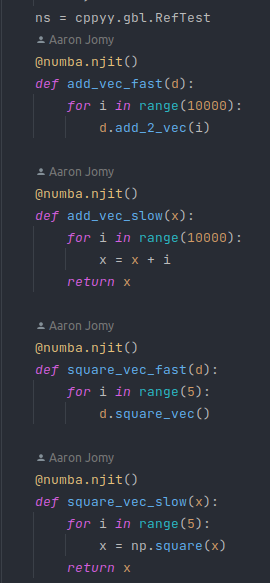 ns = cppyy.gbl.RefTest
Aaron Jomy
@numba.njit()
def add_vec_fast(d):
    for i in range(10000):
        d.add_2_vec(i)
Aaron Jomy
@numba.njit()
def add_vec_slow(x):
    for i in range(10000):
        x = x + i
    return x
Aaron Jomy
@numba.njit()
def square_vec_fast(d):
    for i in range(5):
        d.square_vec()
Aaron Jomy
@numba.njit()
def square_vec_slow(x):
    for i in range(5):
        x = np.square(x)
    return x